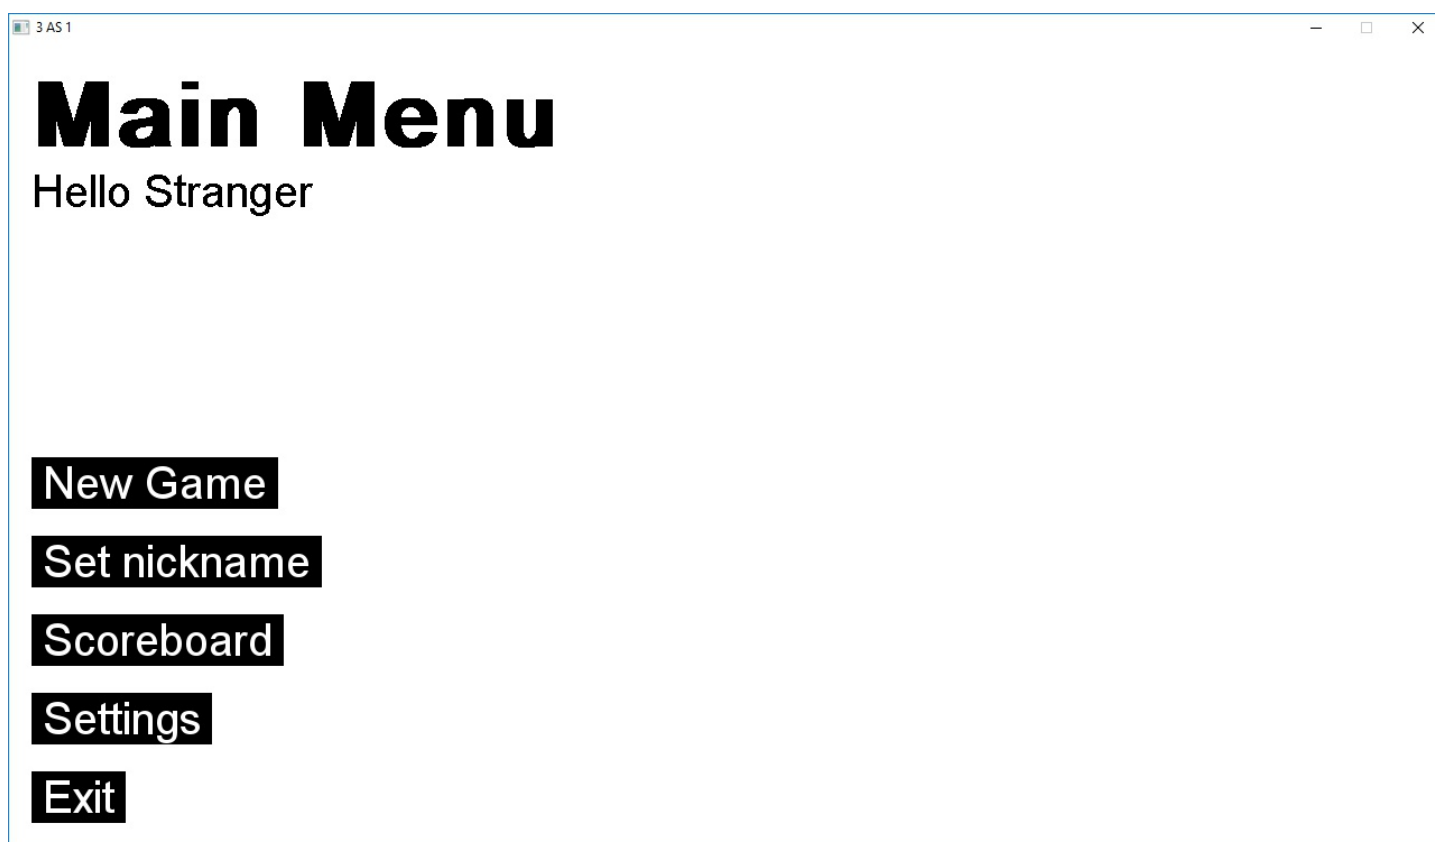 3 AS 1
Main Menu
Hello Stranger
New Game
Set nickname
Scoreboard
Settings
Exit